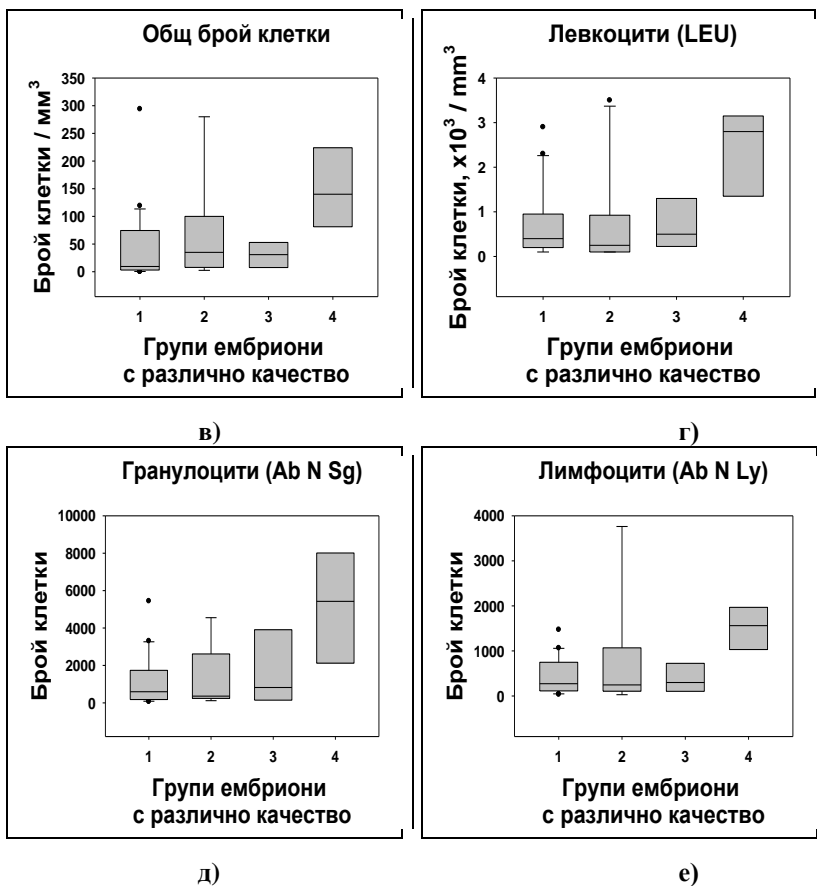 Общ брой клетки
Брой клетки / мм³
350
300
250
200
150
100
50
0
1 2 3 4
Групи ембриони
с различно качество
в)
Левкоцити (LEU)
Брой клетки, x10³ / mm³
4
3
2
1
0
1 2 3 4
Групи ембриони
с различно качество
г)
Гранулоцити (Ab N Sg)
Брой клетки
10000
8000
6000
4000
2000
0
1 2 3 4
Групи ембриони
с различно качество
д)
Лимфоцити (Ab N Ly)
Брой клетки
4000
3000
2000
1000
0
1 2 3 4
Групи ембриони
с различно качество
е)